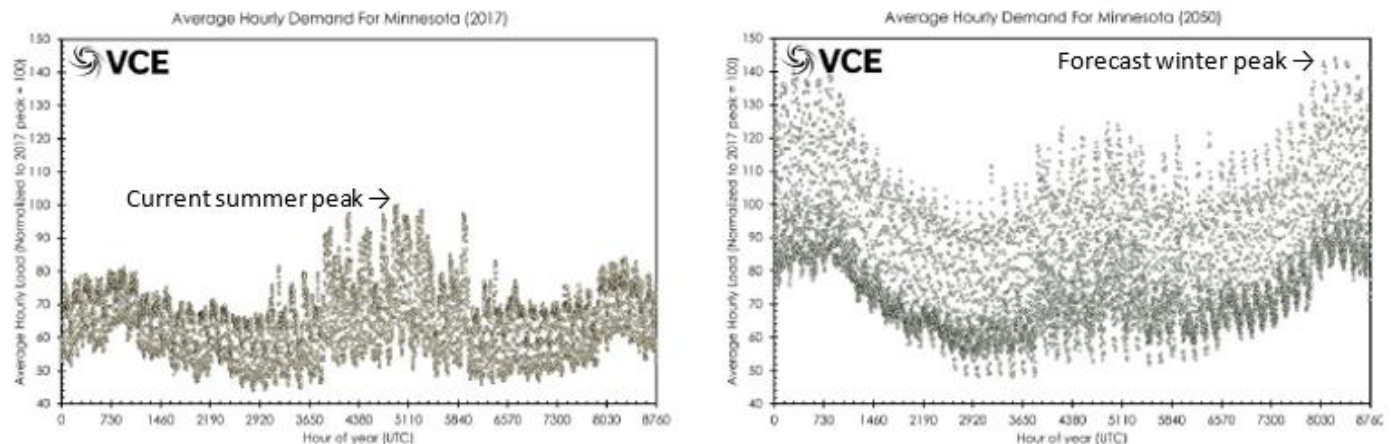 Average Hourly Demand For Minnesota (2017)
Average Hourly Load (Normalized to 2017 peak = 100)
150
140
130
120
110
100
90
80
70
60
50
40
VCE
Current summer peak →
0 730 1460 2190 2920 3650 4380 5110 5840 6570 7300 8030 8760
Hour of year (UTC)
Average Hourly Demand For Minnesota (2050)
Average Hourly Load (Normalized to 2017 peak = 100)
150
140
130
120
110
100
90
80
70
60
50
40
VCE
Forecast winter peak →
0 730 1460 2190 2920 3650 4380 5110 5840 6570 7300 8030 8760
Hour of year (UTC)